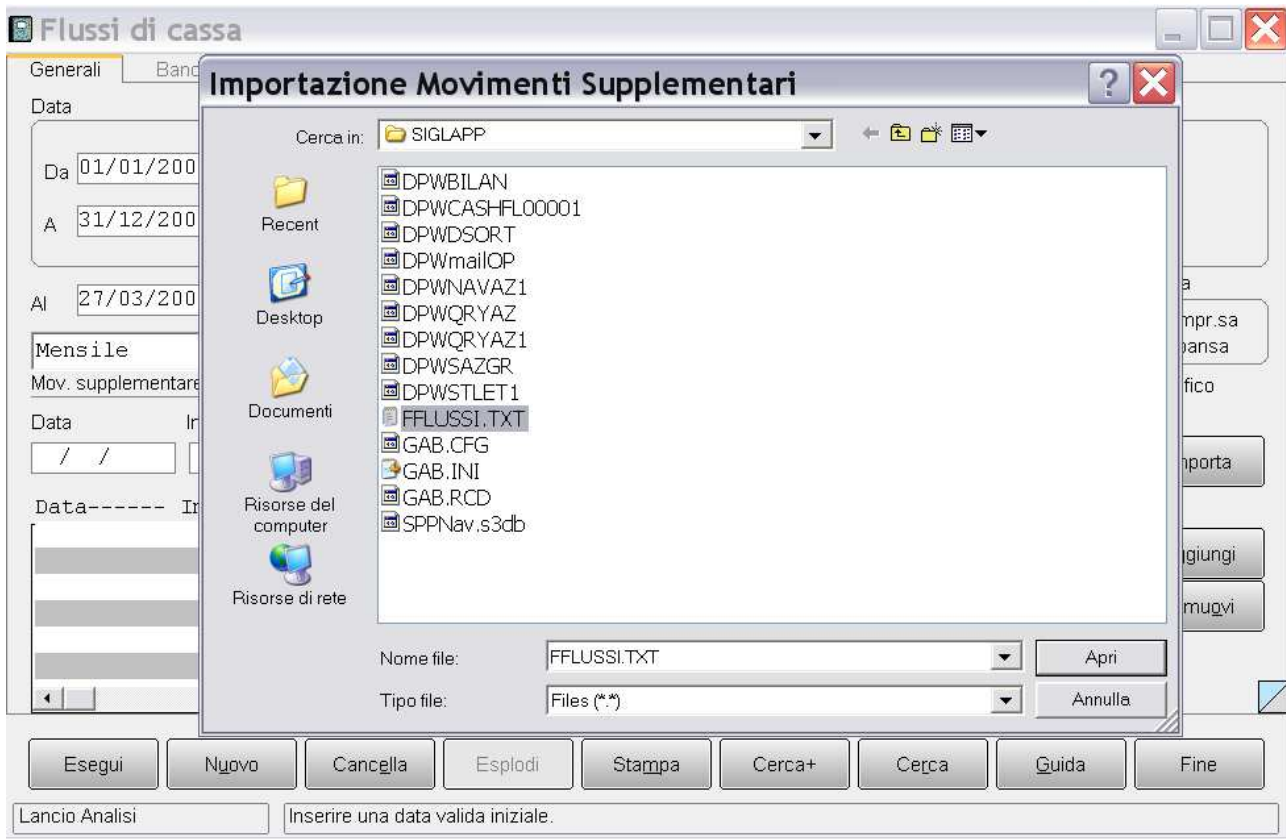 Flussi di cassa
Generali
Banc
Importazione Movimenti Supplementari
Data
Cerca in: SIGLAPP
Da 01/01/200
A 31/12/200
Al 27/03/200
Mensile
Mov. supplementare
Data
/ /
Data------
Recent
Desktop
Documenti
Risorse del
computer
Risorse di rete
DPWBILAN
DPWCASHFL00001
DPWDSORT
DPWmailOP
DPWNAVAZ1
DPWQRYAZ
DPWQRYAZ1
DPWSAZGR
DPWSTLET1
FFLUSSI.TXT
GAB.CFG
GAB.INI
GAB.RCD
SPPNav.s3db
mpr.sa
pansa
fico
porta
giungi
muovi
Nome file: FFLUSSI.TXT Apri
Tipo file: Files (*.*) Annulla
Esegui Nuovo Cancella Esplodi Stampa Cerca+ Cerca Guida Fine
Lancio Analisi Inserire una data valida iniziale.